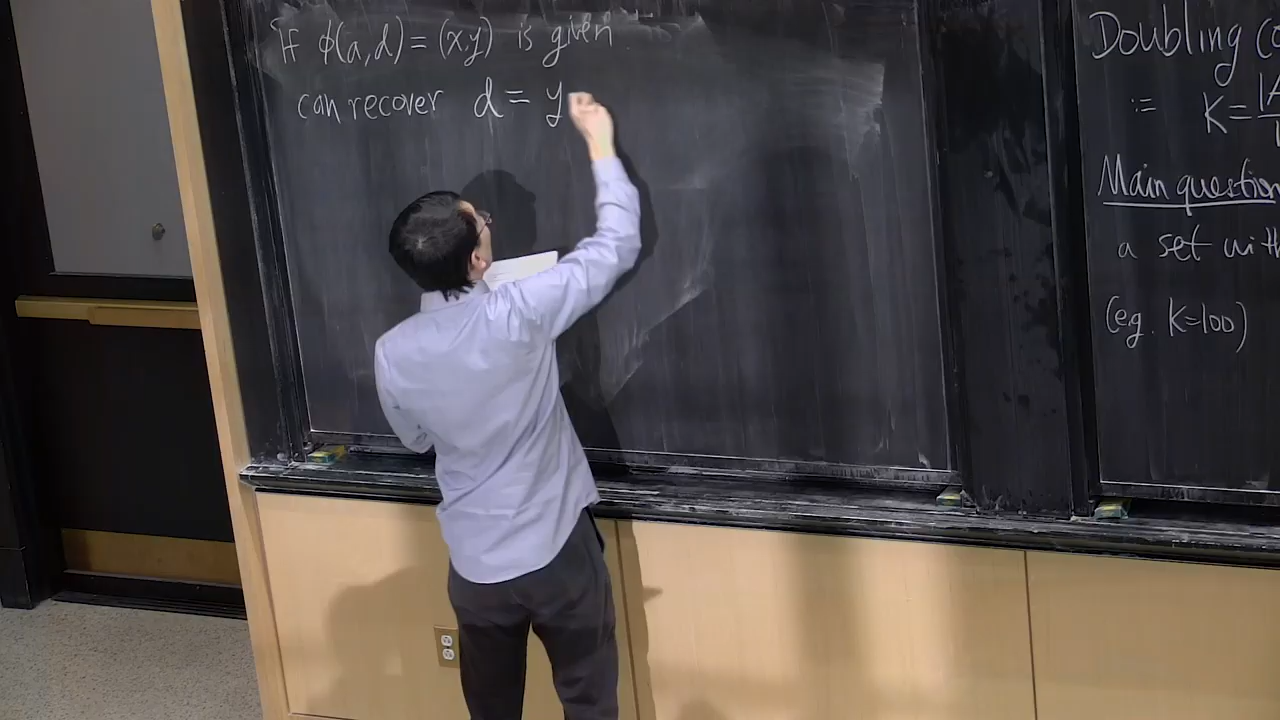 If ϕ(a,d) = (x,y) is given
can recover d = y
Doubling
:= K =
Main question
a set with
(e.g. K=100)